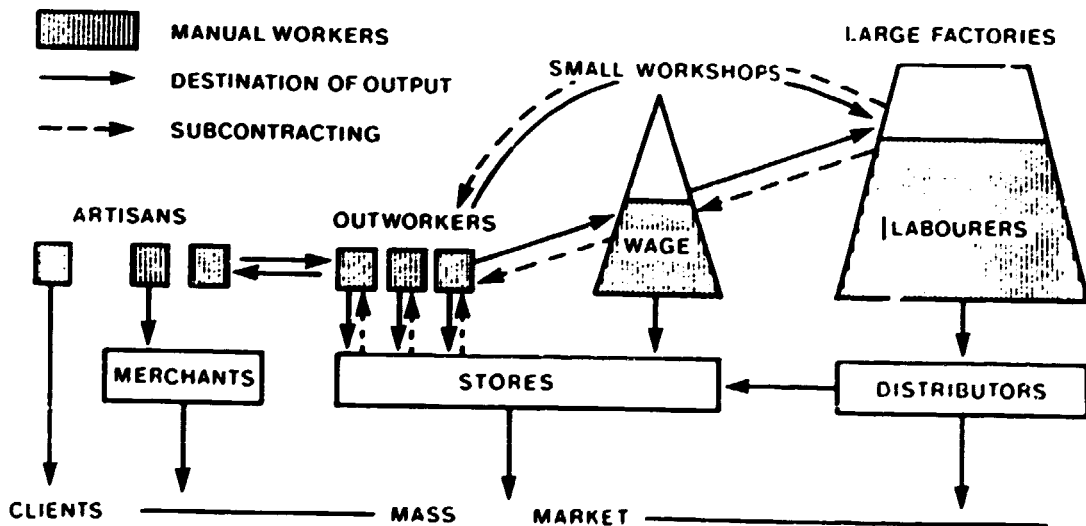 MANUAL WORKERS
LARGE FACTORIES
DESTINATION OF OUTPUT
SMALL WORKSHOPS
SUBCONTRACTING
ARTISANS
OUTWORKERS
WAGE
LABOURERS
MERCHANTS
STORES
DISTRIBUTORS
CLIENTS
MASS MARKET